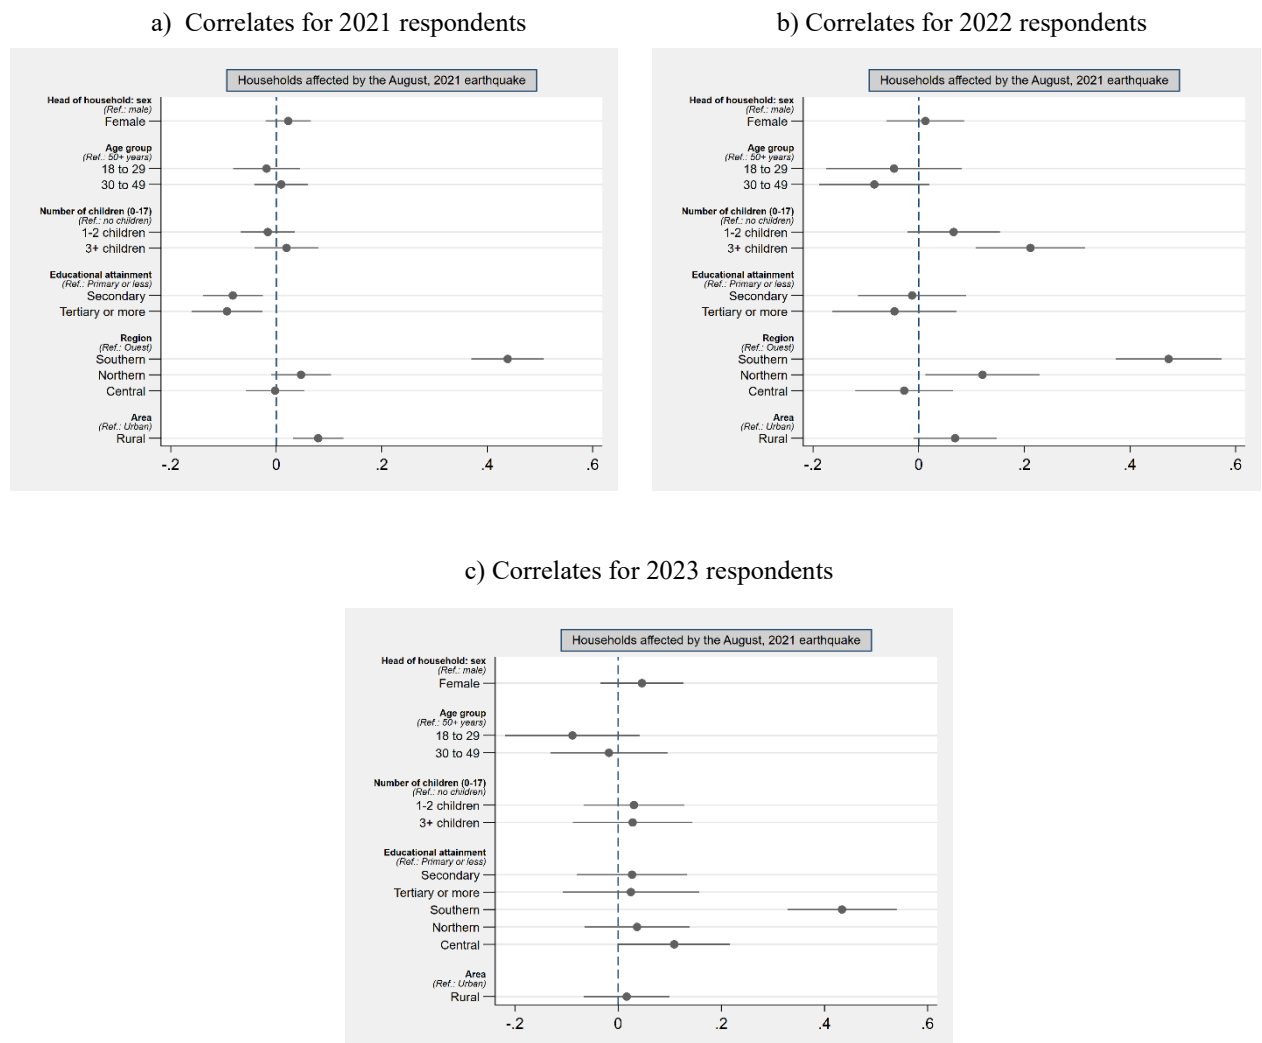 a) Correlates for 2021 respondents
Households affected by the August, 2021 earthquake
Head of household: sex
(Ref.: male)
Female
Age group
(Ref.: 50+ years)
18 to 29
30 to 49
Number of children (0-17)
(Ref.: no children)
1-2 children
3+ children
Educational attainment
(Ref.: Primary or less)
Secondary
Tertiary or more
Region
(Ref.: Ouest)
Southern
Northern
Central
Area
(Ref.: Urban)
Rural
-.2 0 .2 .4 .6
b) Correlates for 2022 respondents
Households affected by the August, 2021 earthquake
Head of household: sex
(Ref.: male)
Female
Age group
(Ref.: 50+ years)
18 to 29
30 to 49
Number of children (0-17)
(Ref.: no children)
1-2 children
3+ children
Educational attainment
(Ref.: Primary or less)
Secondary
Tertiary or more
Region
(Ref.: Ouest)
Southern
Northern
Central
Area
(Ref.: Urban)
Rural
-.2 0 .2 .4 .6
c) Correlates for 2023 respondents
Households affected by the August, 2021 earthquake
Head of household: sex
(Ref.: male)
Female
Age group
(Ref.: 50+ years)
18 to 29
30 to 49
Number of children (0-17)
(Ref.: no children)
1-2 children
3+ children
Educational attainment
(Ref.: Primary or less)
Secondary
Tertiary or more
Southern
Northern
Central
Area
(Ref.: Urban)
Rural
-.2 0 .2 .4 .6